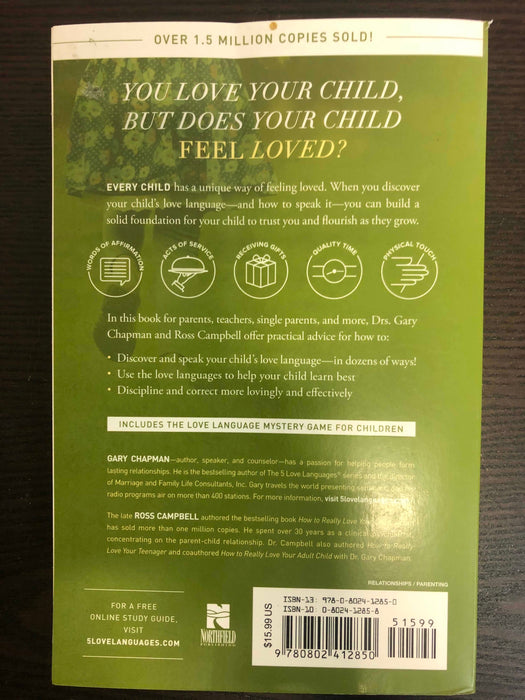 OVER 1.5 MILLION COPIES SOLD!
YOU LOVE YOUR CHILD,
BUT DOES YOUR CHILD
FEEL LOVED?
EVERY CHILD has a unique way of feeling loved. When you discover
your child's love language—and how to speak it—you can build a
solid foundation for your child to trust you and flourish as they grow.
WORDS OF AFFIRMATION
ACTS OF SERVICE
RECEIVING GIFTS
QUALITY TIME
PHYSICAL TOUCH
In this book for parents, teachers, single parents, and more, Drs. Gary
Chapman and Ross Campbell offer practical advice for how to:
• Discover and speak your child's love language—in dozens of ways!
• Use the love languages to help your child learn best
• Discipline and correct more lovingly and effectively
INCLUDES THE LOVE LANGUAGE MYSTERY GAME FOR CHILDREN
GARY CHAPMAN—author, speaker, and counselor—has a passion for helping people form
lasting relationships. He is the bestselling author of The 5 Love Languages® series and the director
of Marriage and Family Life Consultants, Inc. Gary travels the world presenting
radio programs air on more than 400 stations. For more information, visit
The late ROSS CAMPBELL authored the bestselling book How to Really Love
has sold more than one million copies. He spent over 30 years as a clinical
concentrating on the parent-child relationship. Dr. Campbell also authored How to Really
Love Your Teenager and coauthored How to Really Love Your Adult Child with Dr. Gary Chapman.
RELATIONSHIPS / PARENTING
FOR A FREE
ONLINE STUDY GUIDE,
VISIT
5LOVELANGUAGES.COM
NORTHFIELD
PUBLISHING
$15.99 US
ISBN-13: 978-0-8024-1285-0
ISBN-10: 0-8024-1285-8
51599
9 780802 412850